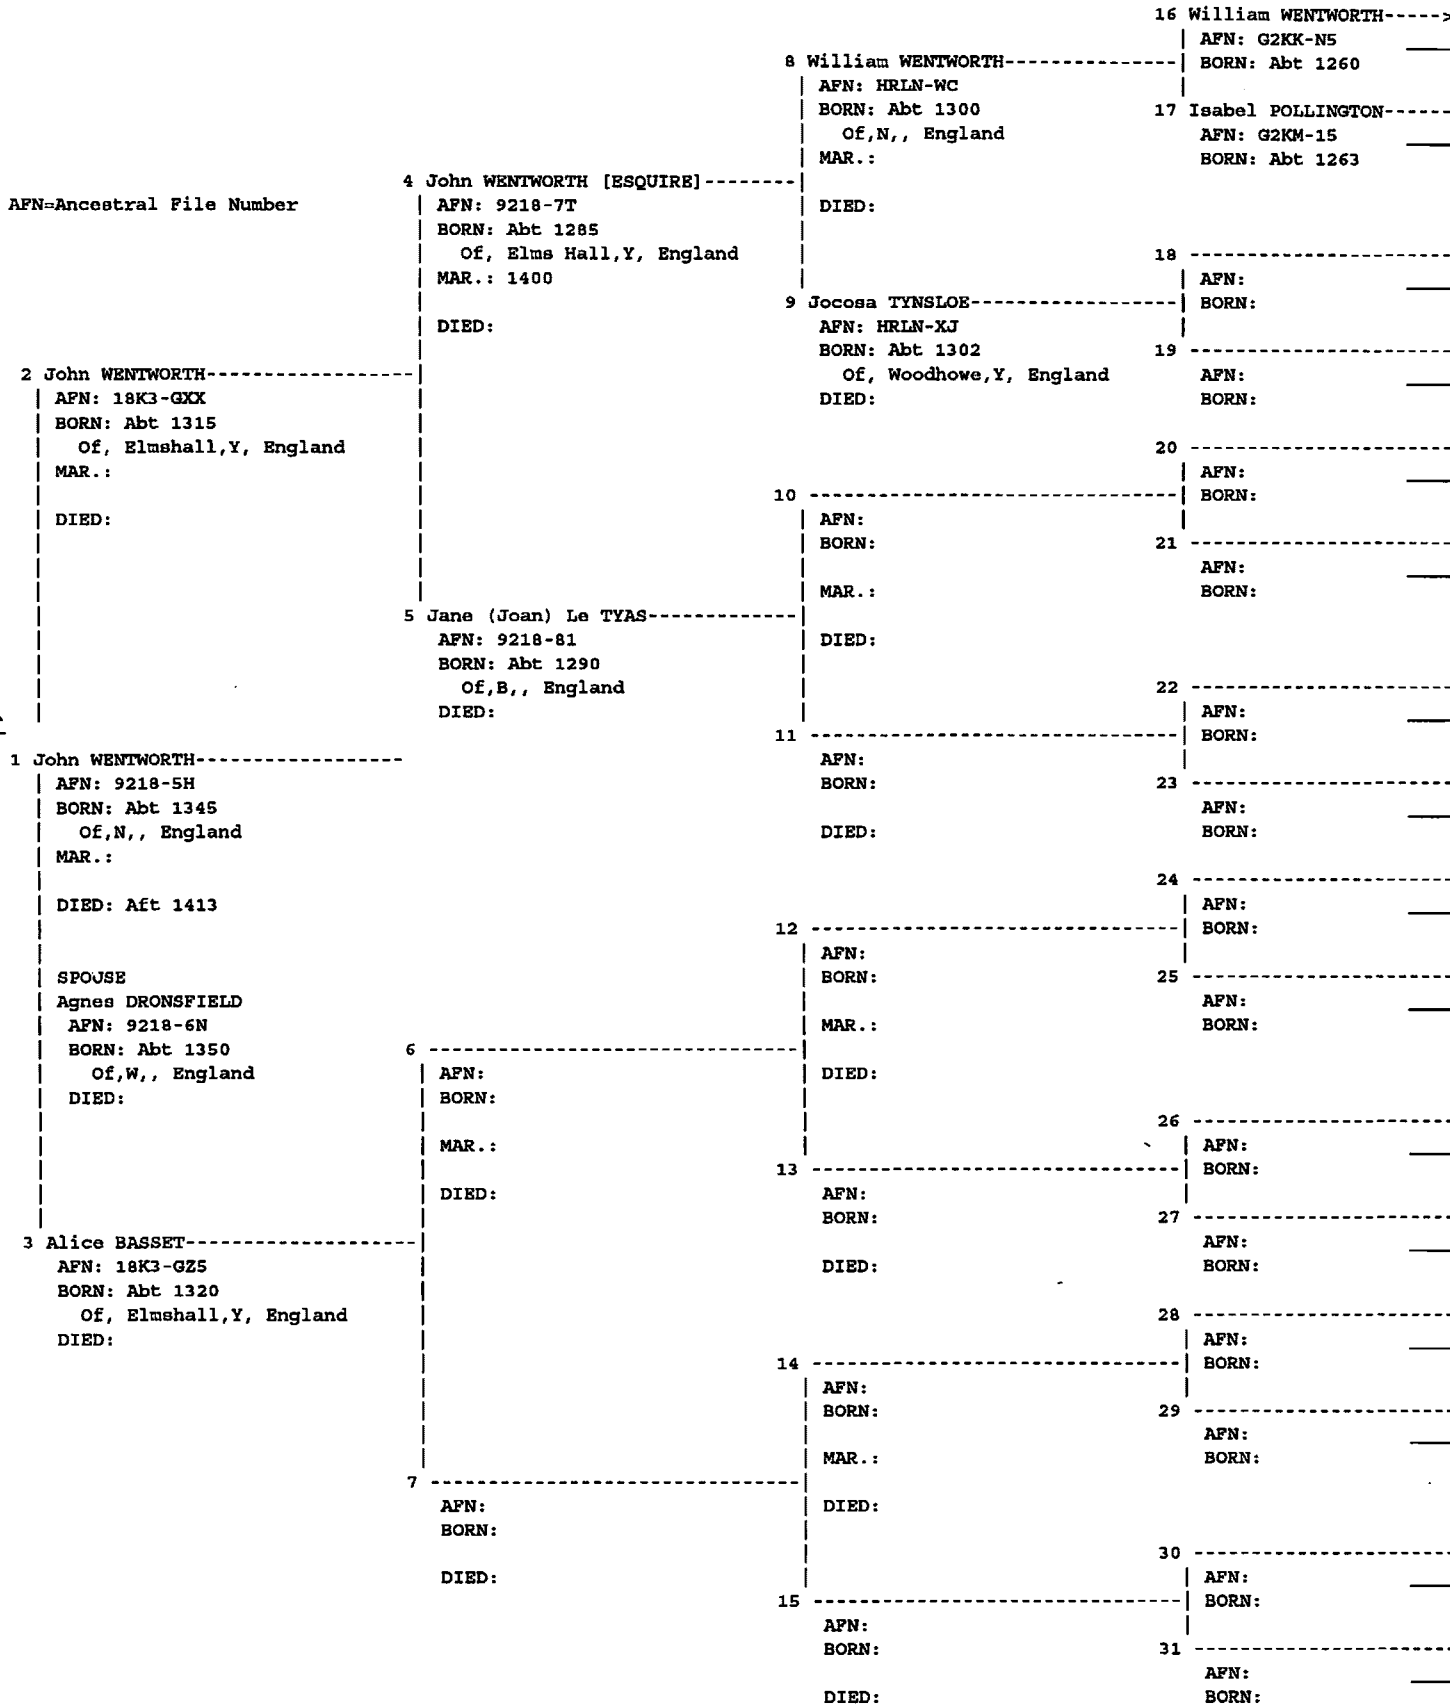 AFN=Ancestral File Number
2 John WENTWORTH
AFN: 18K3-GXX
BORN: Abt 1315
Of, Elmshall,Y, England
MAR.:
DIED:
1 John WENTWORTH
AFN: 9218-5H
BORN: Abt 1345
Of,N,, England
MAR.:
DIED: Aft 1413
SPOUSE
Agnes DRONSFIELD
AFN: 9218-6N
BORN: Abt 1350
Of,W,, England
DIED:
3 Alice BASSET
AFN: 18K3-GZ5
BORN: Abt 1320
Of, Elmshall,Y, England
DIED:
4 John WENTWORTH [ESQUIRE]
AFN: 9218-7T
BORN: Abt 1285
Of, Elms Hall,Y, England
MAR.: 1400
DIED:
5 Jane (Joan) Le TYAS
AFN: 9218-81
BORN: Abt 1290
Of,B,, England
DIED:
6
AFN:
BORN:
MAR.:
DIED:
7
AFN:
BORN:
DIED:
8 William WENTWORTH
AFN: HRLN-WC
BORN: Abt 1300
Of,N,, England
MAR.:
DIED:
9 Jocosa TYNSLOE
AFN: HRLN-XJ
BORN: Abt 1302
Of, Woodhowe,Y, England
DIED:
10
AFN:
BORN:
MAR.:
DIED:
11
AFN:
BORN:
DIED:
12
AFN:
BORN:
MAR.:
DIED:
13
AFN:
BORN:
DIED:
14
AFN:
BORN:
MAR.:
DIED:
15
AFN:
BORN:
DIED:
16 William WENTWORTH----->
AFN: G2KK-N5
BORN: Abt 1260
17 Isabel POLLINGTON
AFN: G2KM-15
BORN: Abt 1263
18
AFN:
BORN:
19
AFN:
BORN:
20
AFN:
BORN:
21
AFN:
BORN:
22
AFN:
BORN:
23
AFN:
BORN:
24
AFN:
BORN:
25
AFN:
BORN:
26
AFN:
BORN:
27
AFN:
BORN:
28
AFN:
BORN:
29
AFN:
BORN:
30
AFN:
BORN:
31
AFN:
BORN: